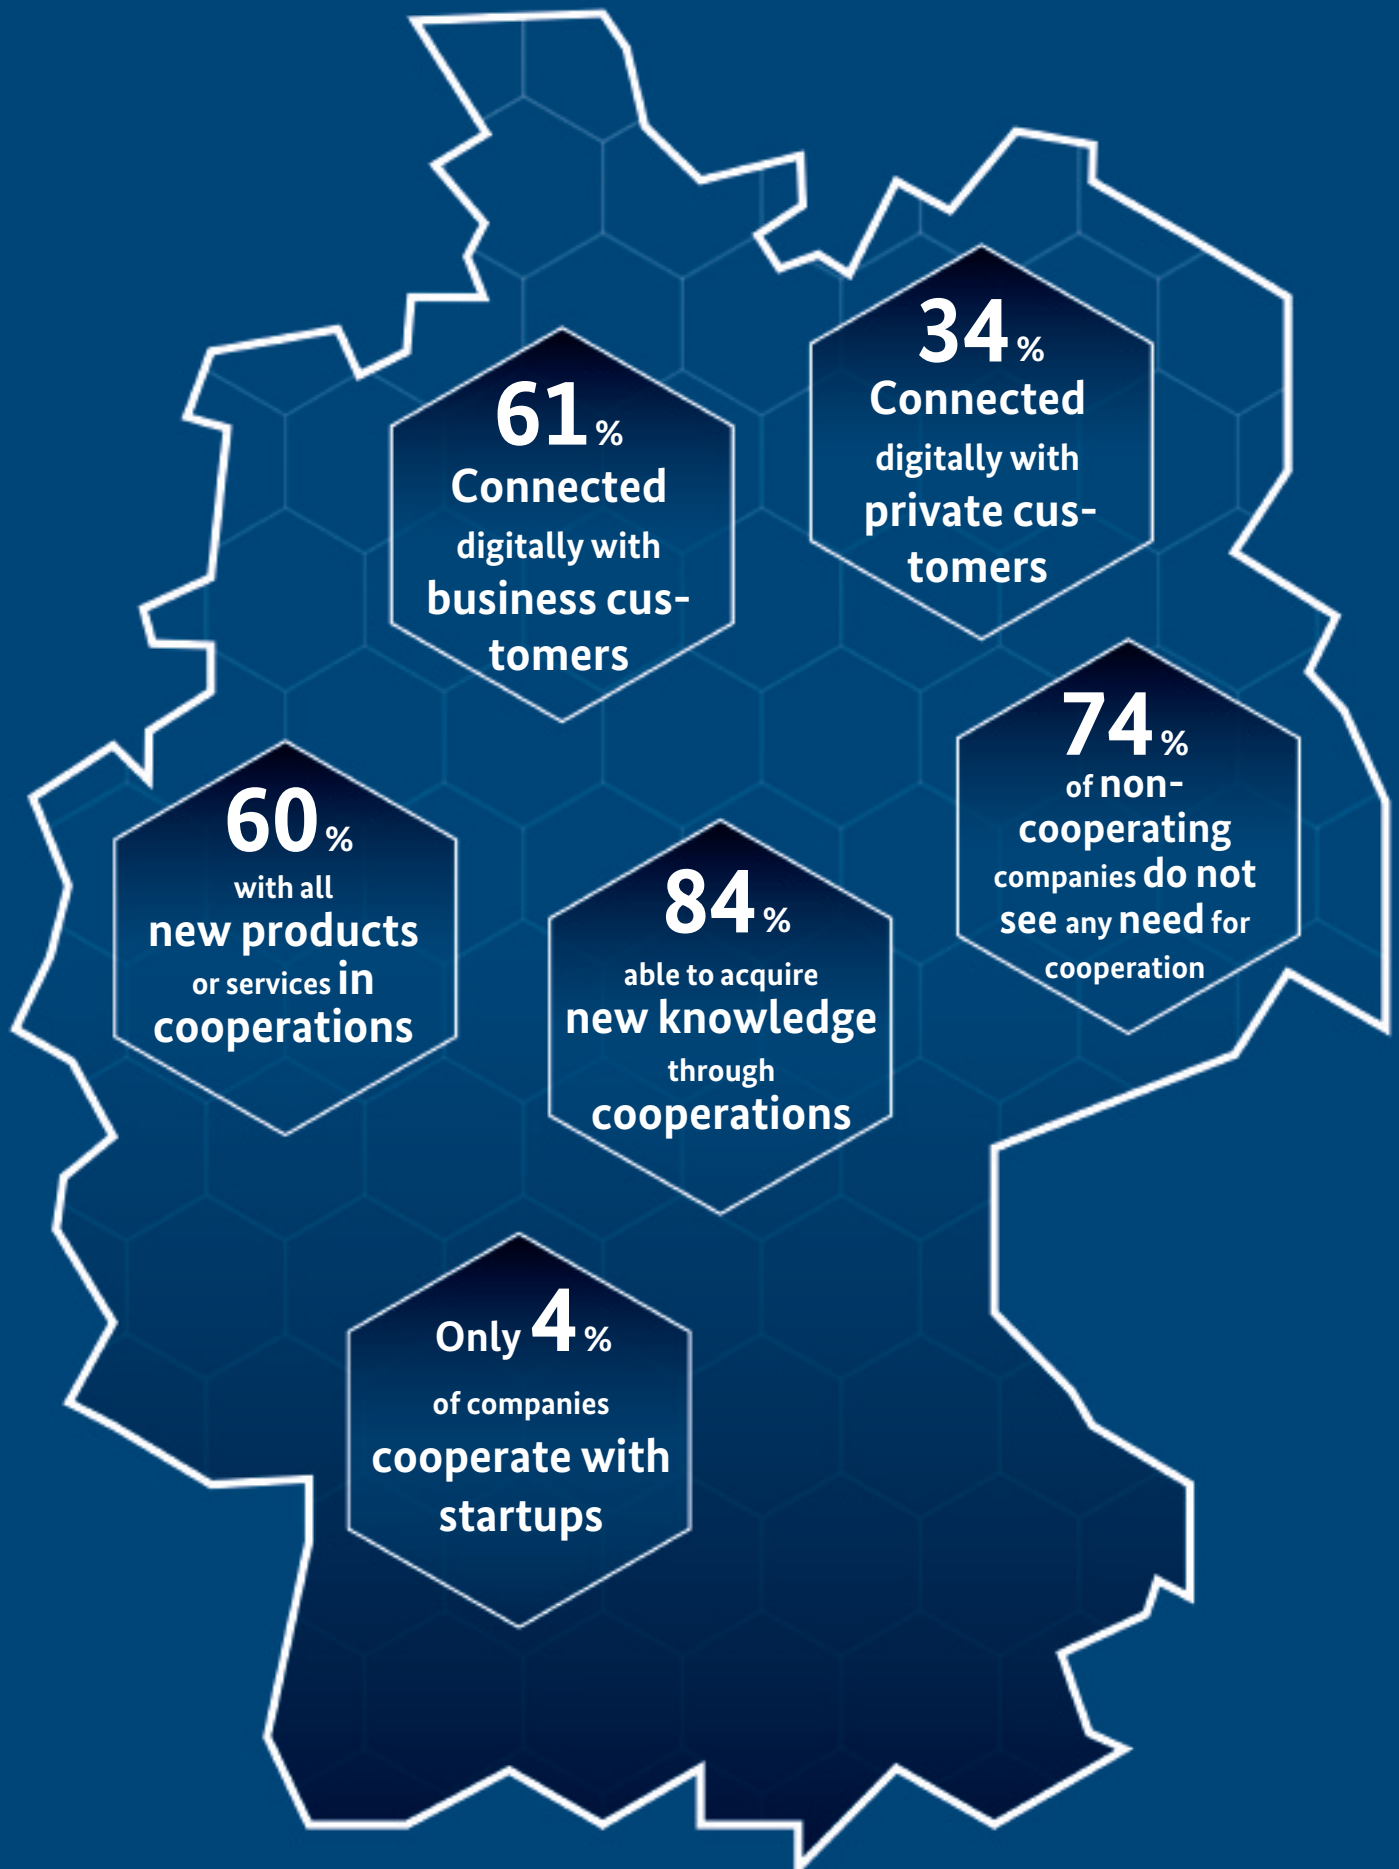 34 %
Connected
digitally with
private cus-
tomers
61 %
Connected
digitally with
business cus-
tomers
74 %
of non-
cooperating
companies do not
see any need for
cooperation
60 %
with all
new products
or services in
cooperations
84 %
able to acquire
new knowledge
through
cooperations
Only 4 %
of companies
cooperate with
startups